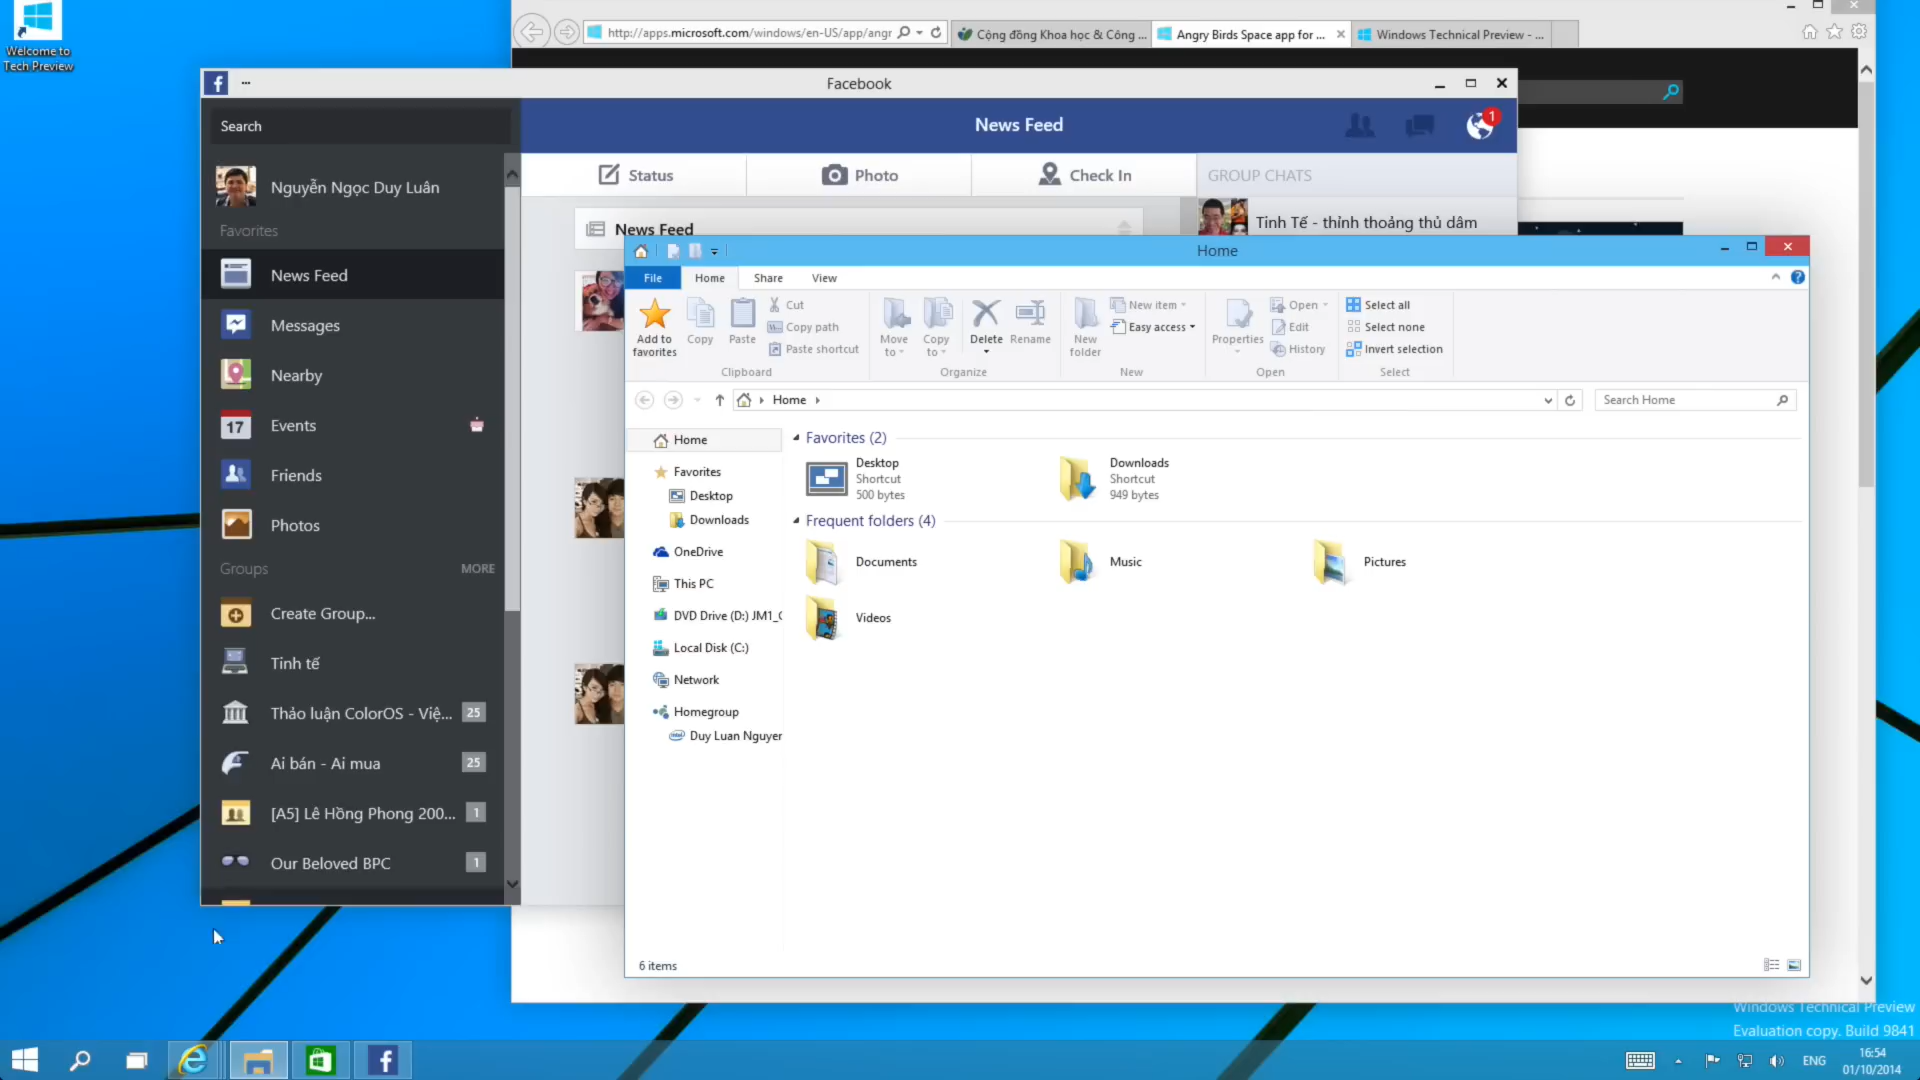 Welcome to
Tech Preview
http://apps.microsoft.com/windows/en-US/app/angr
Cộng đồng Khoa học & Công ...
Angry Birds Space app for ...
Windows Technical Preview - ...
Facebook
Search
News Feed
1
Nguyễn Ngọc Duy Luân
Status
Photo
Check In
GROUP CHATS
Tinh Tế - thỉnh thoảng thủ dâm
News Feed
Favorites
News Feed
Messages
Nearby
17
Events
Friends
Photos
Groups
MORE
Create Group...
Tinh tế
Thảo luận ColorOS - Việ...
25
Ai bán - Ai mua
25
[A5] Lê Hồng Phong 200...
1
Our Beloved BPC
1
Home
File
Home
Share
View
Add to
favorites
Copy
Paste
Cut
Copy path
Paste shortcut
Clipboard
Move
to
Copy
to
Delete
Rename
Organize
New
folder
New item
Easy access
New
Properties
Open
Edit
History
Open
Select all
Select none
Invert selection
Select
Home
Search Home
Home
Favorites
Desktop
Downloads
OneDrive
This PC
DVD Drive (D:) JM1_C
Local Disk (C:)
Network
Homegroup
Duy Luan Nguyer
Favorites (2)
Desktop
Shortcut
500 bytes
Downloads
Shortcut
949 bytes
Frequent folders (4)
Documents
Music
Pictures
Videos
6 items
Windows Technical Preview
Evaluation copy. Build 9841
ENG
16:54
01/10/2014